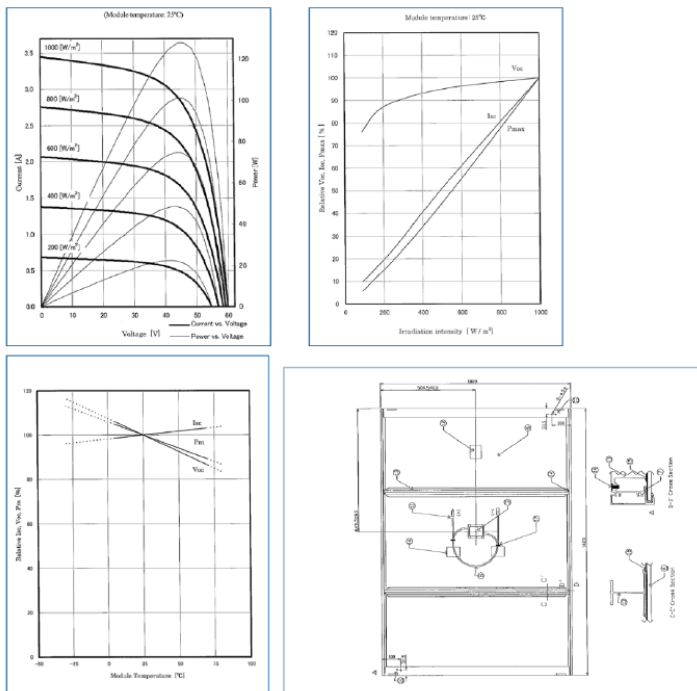 (Module temperature: 25℃)
1000 [W/m²]
800 [W/m²]
600 [W/m²]
400 [W/m²]
200 [W/m²]
3.5
3.0
2.5
2.0
1.5
1.0
0.5
0.0
120
100
80
60
40
20
0
0 10 20 30 40 50 60
Current [A]
Power [W]
Voltage [V]
Current vs. Voltage
Power vs. Voltage
Module temperature: 25℃
Voc
Isc
Pmax
120
100
90
80
70
60
50
40
30
20
10
0
0 200 400 600 800 1000
Relative Voc, Isc, Pmax [%]
Irradiation intensity [W/m²]
120
100
80
60
40
20
0
Isc
Pm
Voc
-50 -25 0 25 50 75 100
Relative Isc, Voc, Pm [%]
Module Temperature [℃]
D-D' Cross Section
C-C' Cross Section